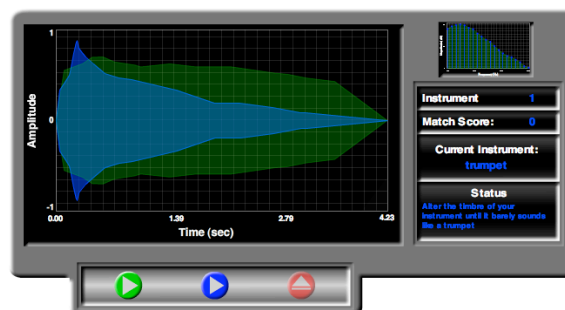 1
Amplitude
0
-1
0.00 1.39 2.79 4.23
Time (sec)
Instrument 1
Match Score: 0
Current Instrument:
trumpet
Status
Alter the timbre of your
instrument until it barely sounds
like a trumpet